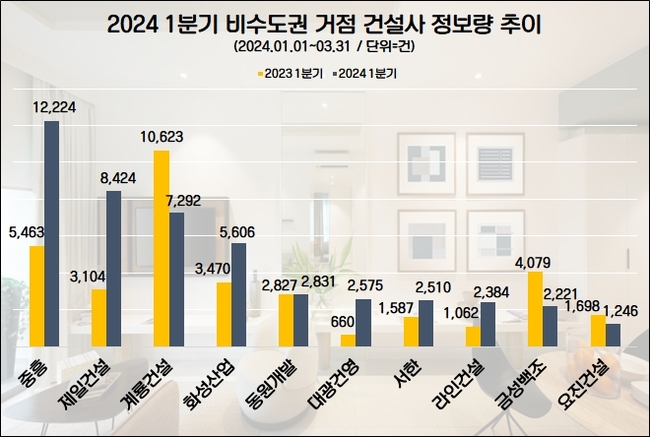 2024 1분기 비수도권 거점 건설사 정보량 추이
(2024.01.01~03.31 / 단위=건)
2023 1분기 2024 1분기
12,224
10,623
8,424
7,292
5,463
5,606
4,079
3,104
3,470
2,827 2,831
2,575
2,510
2,384
2,221
1,587
1,062
1,698
1,246
660
중흥
제일건설
계룡건설
화성산업
동원개발
대광건영
서한
라인건설
금성백조
요진건설